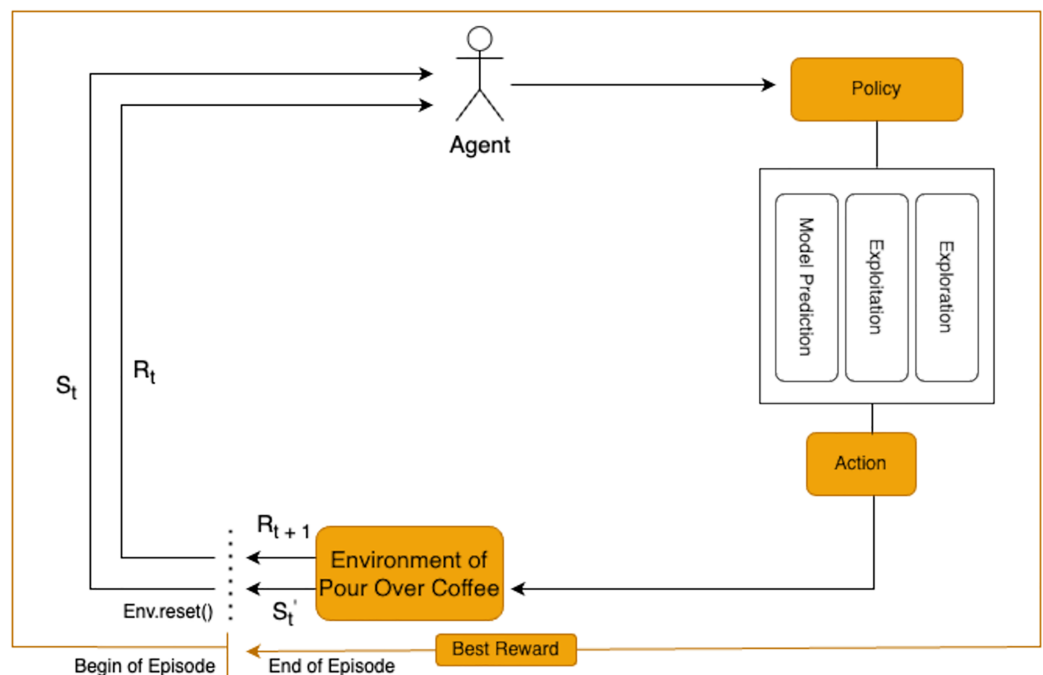 Agent
Policy
Model Prediction
Exploitation
Exploration
Action
Sₜ
Rₜ
Rₜ ₊ ₁
Environment of
Pour Over Coffee
Sₜ'
Env.reset()
Best Reward
Begin of Episode
End of Episode